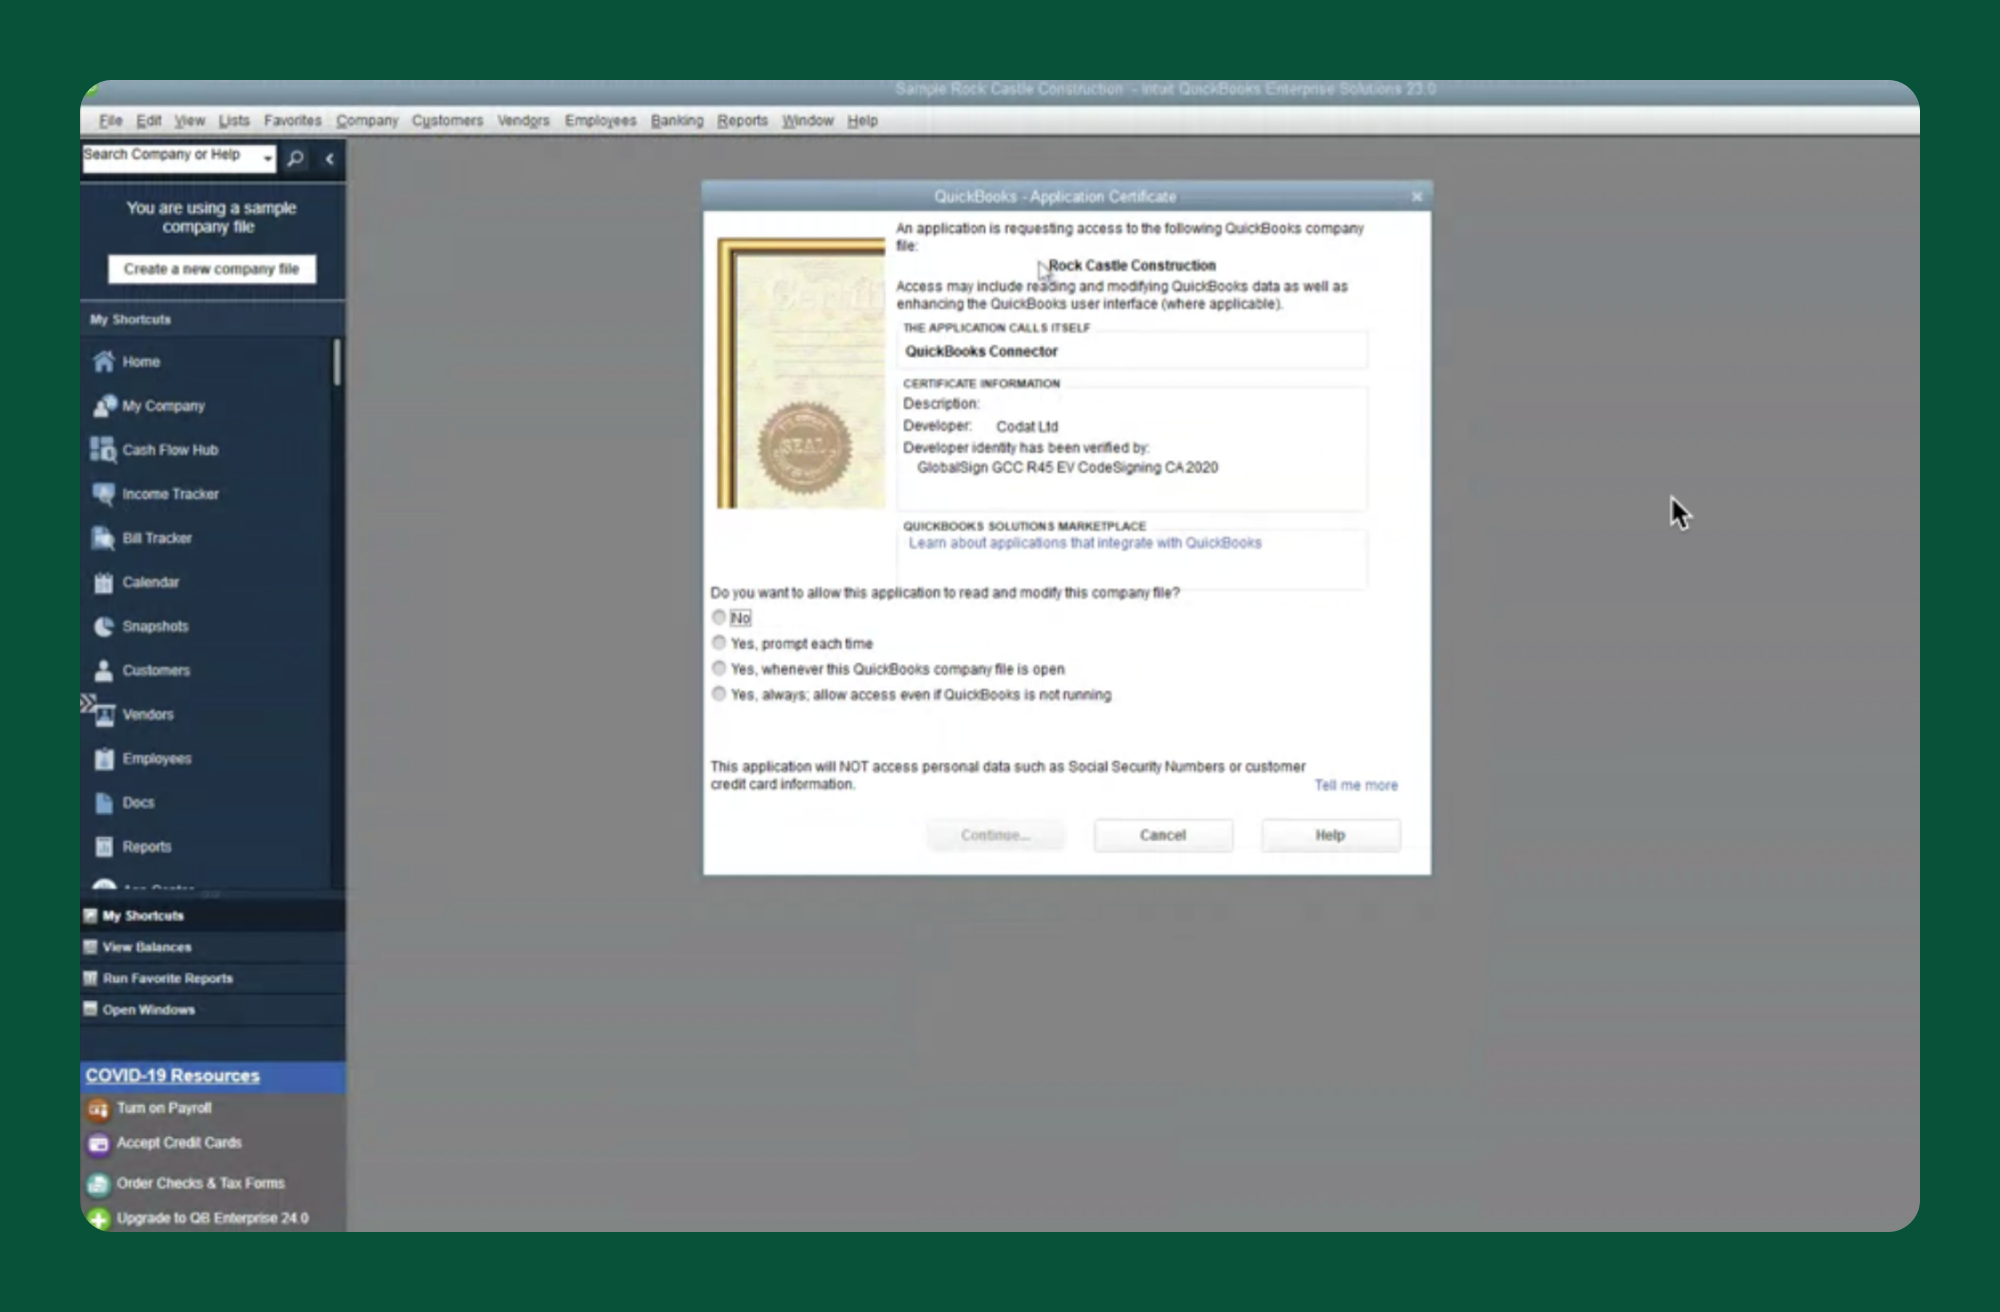 Sample Rock Castle Construction - Intuit QuickBooks Enterprise Solutions 23.0
File Edit View Lists Favorites Company Customers Vendors Employees Banking Reports Window Help
Search Company or Help
You are using a sample
company file
Create a new company file
My Shortcuts
Home
My Company
Cash Flow Hub
Income Tracker
Bill Tracker
Calendar
Snapshots
Customers
Vendors
Employees
Docs
Reports
My Shortcuts
View Balances
Run Favorite Reports
Open Windows
COVID-19 Resources
Turn on Payroll
Accept Credit Cards
Order Checks & Tax Forms
Upgrade to QB Enterprise 24.0
QuickBooks - Application Certificate
An application is requesting access to the following QuickBooks company
file:
Rock Castle Construction
Access may include reading and modifying QuickBooks data as well as
enhancing the QuickBooks user interface (where applicable).
THE APPLICATION CALLS ITSELF
QuickBooks Connector
CERTIFICATE INFORMATION
Description:
Developer: Codat Ltd
Developer identity has been verified by:
GlobalSign GCC R45 EV CodeSigning CA 2020
SEAL
QUICKBOOKS SOLUTIONS MARKETPLACE
Learn about applications that integrate with QuickBooks
Do you want to allow this application to read and modify this company file?
No
Yes, prompt each time
Yes, whenever this QuickBooks company file is open
Yes, always; allow access even if QuickBooks is not running
This application will NOT access personal data such as Social Security Numbers or customer
credit card information.
Tell me more
Continue...
Cancel
Help